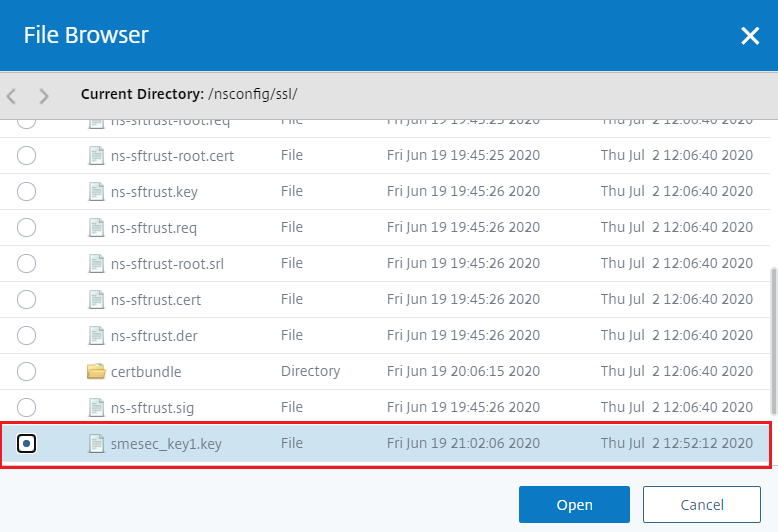 File Browser
Current Directory: /nsconfig/ssl/
ns-sftrust-root.req File Fri Jun 19 19:45:25 2020 Thu Jul 2 12:06:40 2020
ns-sftrust-root.cert File Fri Jun 19 19:45:25 2020 Thu Jul 2 12:06:40 2020
ns-sftrust.key File Fri Jun 19 19:45:26 2020 Thu Jul 2 12:06:40 2020
ns-sftrust.req File Fri Jun 19 19:45:26 2020 Thu Jul 2 12:06:40 2020
ns-sftrust-root.srl File Fri Jun 19 19:45:26 2020 Thu Jul 2 12:06:40 2020
ns-sftrust.cert File Fri Jun 19 19:45:26 2020 Thu Jul 2 12:06:40 2020
ns-sftrust.der File Fri Jun 19 19:45:26 2020 Thu Jul 2 12:06:40 2020
certbundle Directory Fri Jun 19 20:06:15 2020 Thu Jul 2 12:06:40 2020
ns-sftrust.sig File Fri Jun 19 19:45:26 2020 Thu Jul 2 12:06:40 2020
smesec_key1.key File Fri Jun 19 21:02:06 2020 Thu Jul 2 12:52:12 2020
Open Cancel